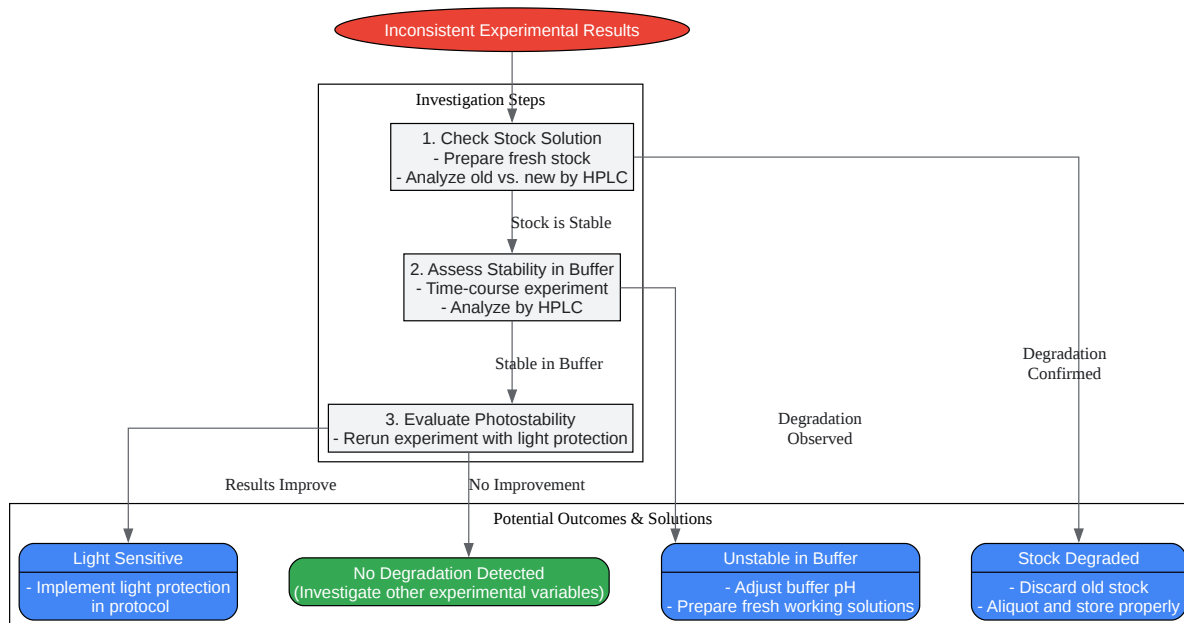 Inconsistent Experimental Results
Investigation Steps
1. Check Stock Solution
- Prepare fresh stock
- Analyze old vs. new by HPLC
Stock is Stable
2. Assess Stability in Buffer
- Time-course experiment
- Analyze by HPLC
Stable in Buffer
Degradation
Confirmed
3. Evaluate Photostability
- Rerun experiment with light protection
Degradation
Observed
Results Improve
No Improvement
Potential Outcomes & Solutions
Light Sensitive
- Implement light protection
in protocol
No Degradation Detected
(Investigate other experimental variables)
Unstable in Buffer
- Adjust buffer pH
- Prepare fresh working solutions
Stock Degraded
- Discard old stock
- Aliquot and store properly